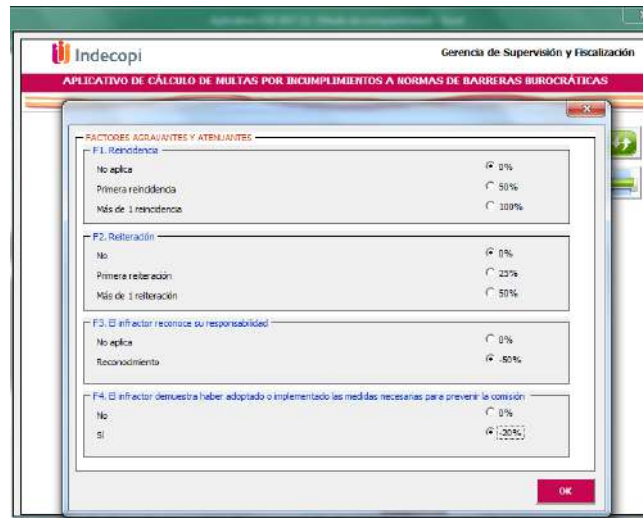 Indecopi
Gerencia de Supervisión y Fiscalización
APLICATIVO DE CÁLCULO DE MULTAS POR INCUMPLIMIENTOS A NORMAS DE BARRERAS BUROCRÁTICAS
FACTORES AGRAVANTES Y ATENUANTES
F1. Reincidencia
No aplica 0%
Primera reincidencia 50%
Más de 1 reincidencia 100%
F2. Reiteración
No 0%
Primera reiteración 25%
Más de 1 reiteración 50%
F3. El infractor reconoce su responsabilidad
No aplica 0%
Reconocimiento -50%
F4. El infractor demuestra haber adoptado o implementado las medidas necesarias para prevenir la comisión
No 0%
Sí -20%
OK